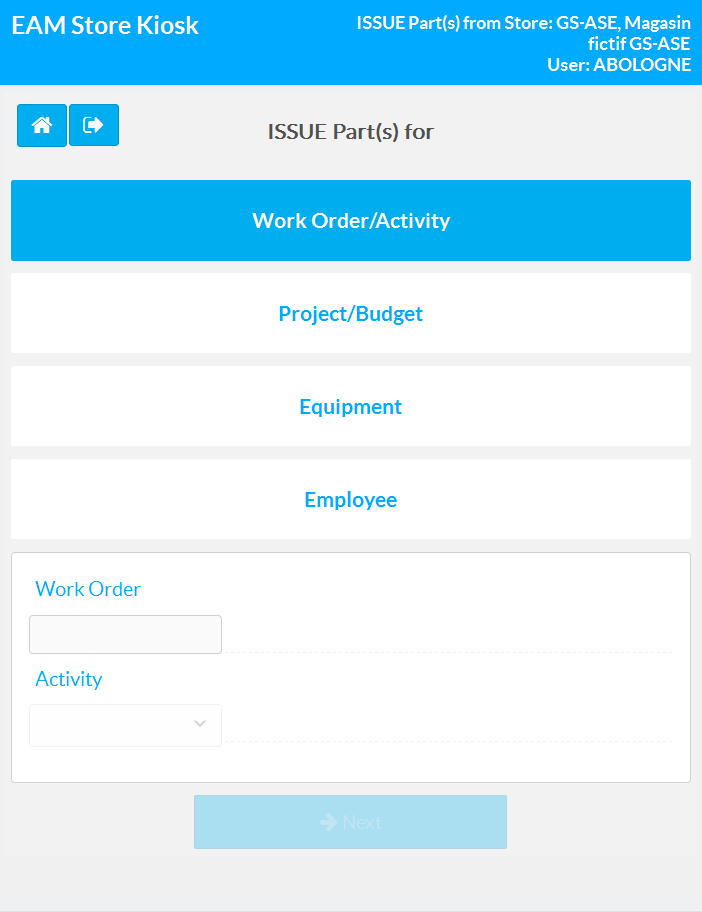 EAM Store Kiosk
ISSUE Part(s) from Store: GS-ASE, Magasin
fictif GS-ASE
User: ABOLOGNE
ISSUE Part(s) for
Work Order/Activity
Project/Budget
Equipment
Employee
Work Order
Activity
Next